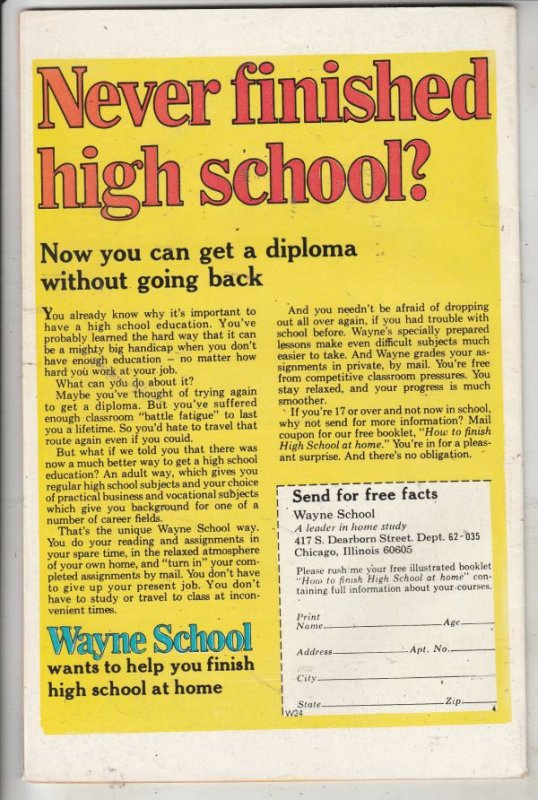 Never finished
high school?
Now you can get a diploma
without going back
You already know why it's important to
have a high school education. You've
probably learned the hard way that it can
be a mighty big handicap when you don't
have enough education – no matter how
hard you work at your job.
What can you do about it?
Maybe you've thought of trying again
to get a diploma. But you've suffered
enough classroom "battle fatigue" to last
you a lifetime. So you'd hate to travel that
route again even if you could.
But what if we told you that there was
now a much better way to get a high school
education? An adult way, which gives you
regular high school subjects and your choice
of practical business and vocational subjects
which give you background for one of a
number of career fields.
That's the unique Wayne School way.
You do your reading and assignments in
your spare time, in the relaxed atmosphere
of your own home, and "turn in" your com-
pleted assignments by mail. You don't have
to give up your present job. You don't
have to study or travel to class at incon-
venient times.
Wayne School
wants to help you finish
high school at home
And you needn't be afraid of dropping
out all over again, if you had trouble with
school before. Wayne's specially prepared
lessons make even difficult subjects much
easier to take. And Wayne grades your as-
signments in private, by mail. You're free
from competitive classroom pressures. You
stay relaxed, and your progress is much
smoother.
If you're 17 or over and not now in school,
why not send for more information? Mail
coupon for our free booklet, "How to finish
High School at home." You're in for a pleas-
ant surprise. And there's no obligation.
Send for free facts
Wayne School
A leader in home study
417 S. Dearborn Street. Dept. 62-035
Chicago, Illinois 60605
Please rush me your free illustrated booklet
"How to finish High School at home" con-
taining full information about your courses.
Print
Name Age
Address Apt. No.
City
State Zip
W24